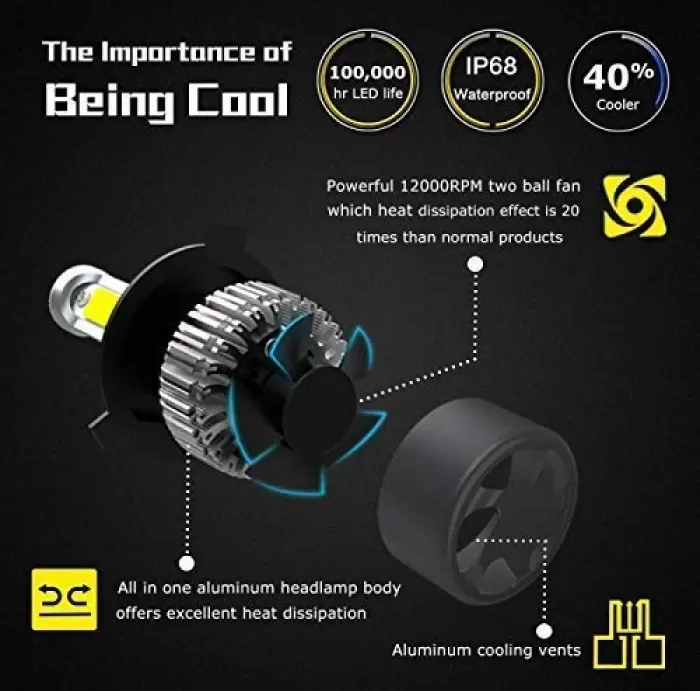 The Importance of
Being Cool
100,000
hr LED life
IP68
Waterproof
40%
Cooler
Powerful 12000RPM two ball fan
which heat dissipation effect is 20
times than normal products
All in one aluminum headlamp body
offers excellent heat dissipation
Aluminum cooling vents